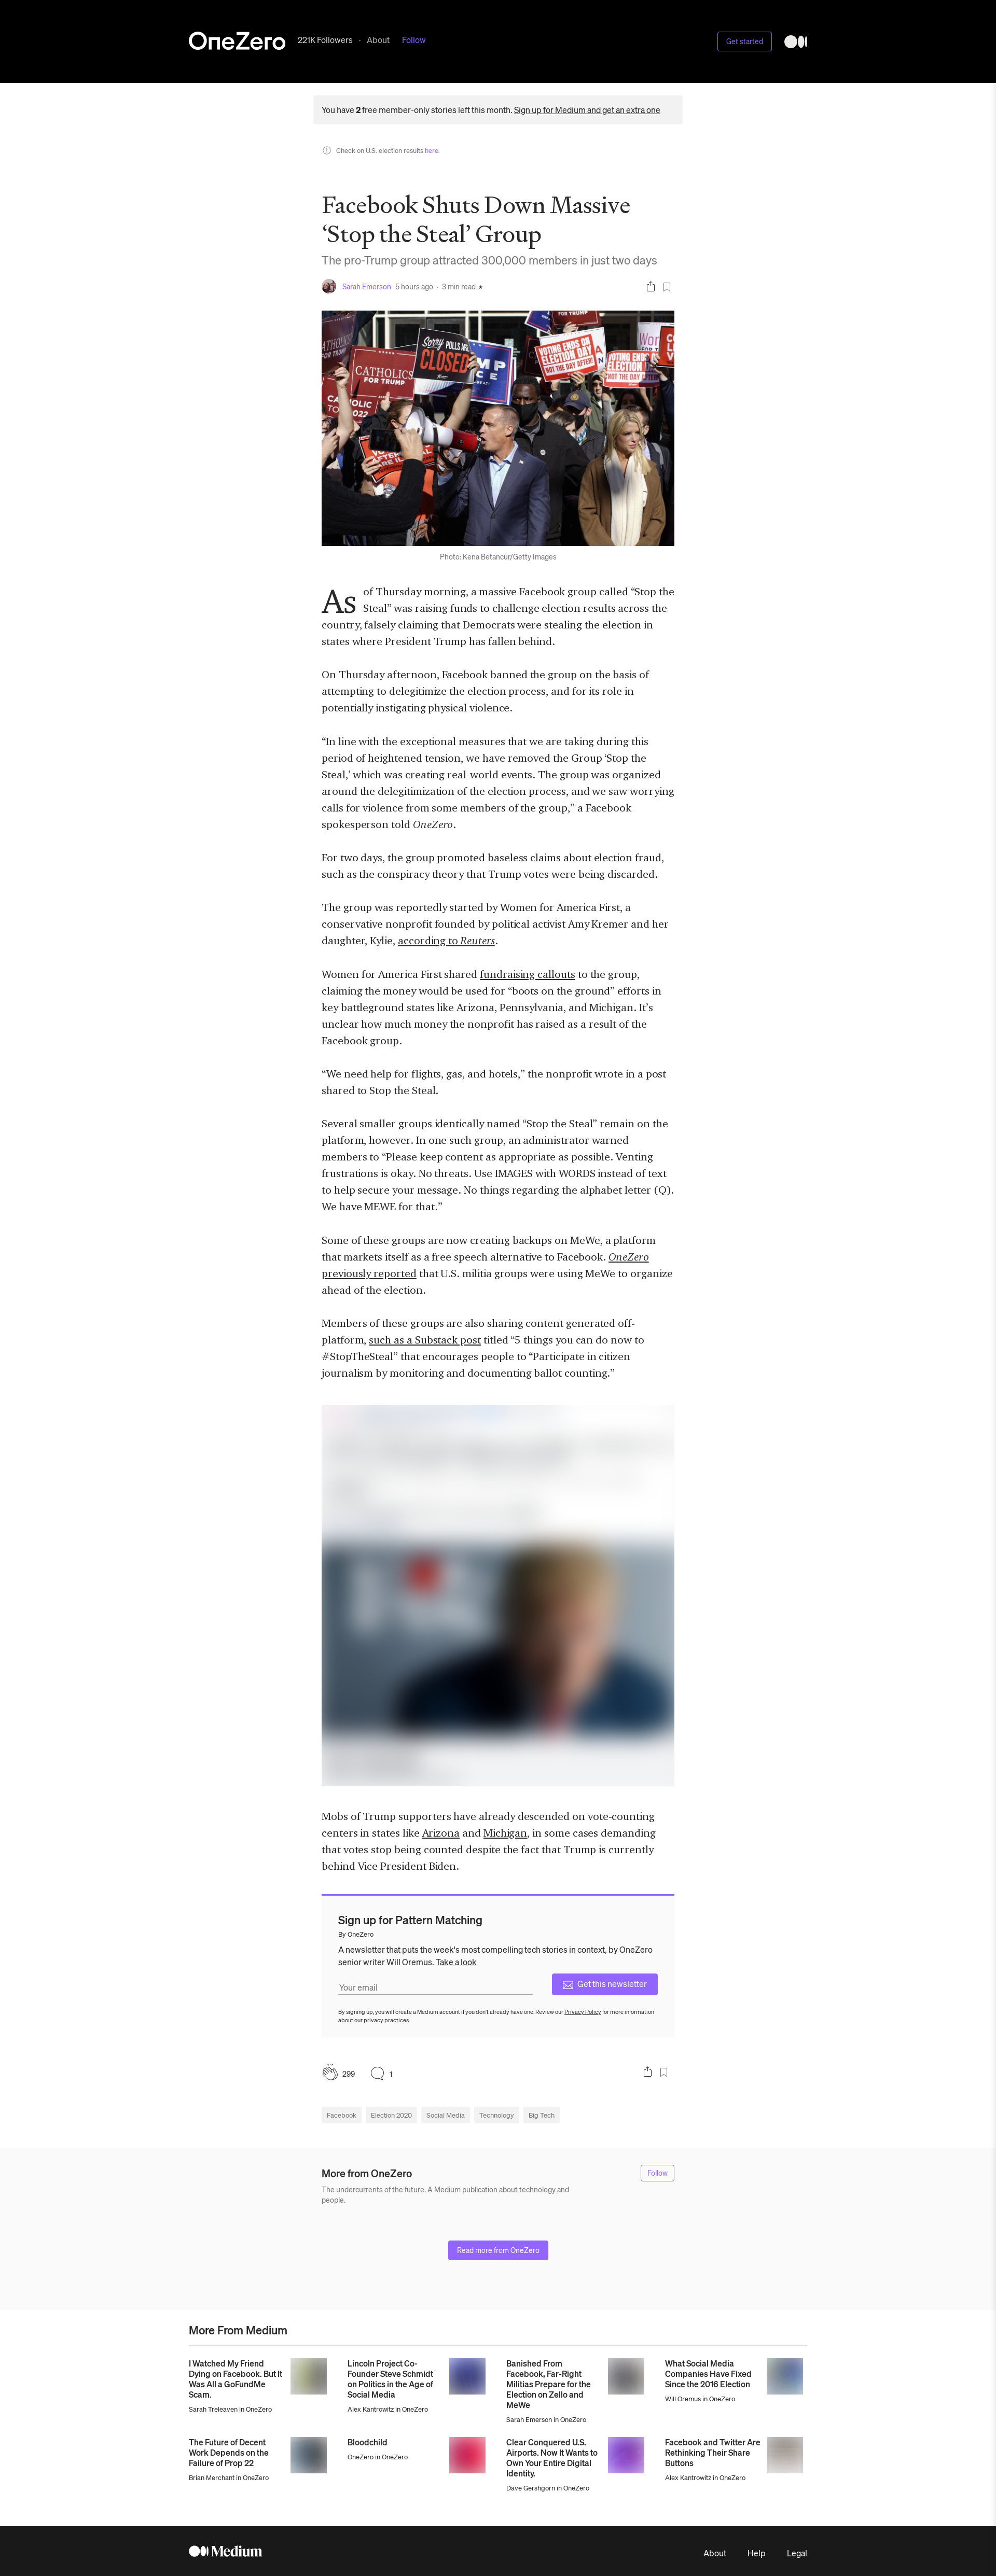 OneZero
221K Followers · About Follow
Get started
You have 2 free member-only stories left this month. Sign up for Medium and get an extra one
Check on U.S. election results here.
Facebook Shuts Down Massive
‘Stop the Steal’ Group
The pro-Trump group attracted 300,000 members in just two days
Sarah Emerson 5 hours ago · 3 min read ★
CATHOLICS FOR TRUMP
Sorry POLLS ARE CLOSED
CATHOLICS FOR TRUMP
VOTING ENDS ON ELECTION DAY NOT THE DAY AFTER!
Photo: Kena Betancur/Getty Images
As of Thursday morning, a massive Facebook group called “Stop the
Steal” was raising funds to challenge election results across the
country, falsely claiming that Democrats were stealing the election in
states where President Trump has fallen behind.
On Thursday afternoon, Facebook banned the group on the basis of
attempting to delegitimize the election process, and for its role in
potentially instigating physical violence.
“In line with the exceptional measures that we are taking during this
period of heightened tension, we have removed the Group ‘Stop the
Steal,’ which was creating real-world events. The group was organized
around the delegitimization of the election process, and we saw worrying
calls for violence from some members of the group,” a Facebook
spokesperson told OneZero.
For two days, the group promoted baseless claims about election fraud,
such as the conspiracy theory that Trump votes were being discarded.
The group was reportedly started by Women for America First, a
conservative nonprofit founded by political activist Amy Kremer and her
daughter, Kylie, according to Reuters.
Women for America First shared fundraising callouts to the group,
claiming the money would be used for “boots on the ground” efforts in
key battleground states like Arizona, Pennsylvania, and Michigan. It’s
unclear how much money the nonprofit has raised as a result of the
Facebook group.
“We need help for flights, gas, and hotels,” the nonprofit wrote in a post
shared to Stop the Steal.
Several smaller groups identically named “Stop the Steal” remain on the
platform, however. In one such group, an administrator warned
members to “Please keep content as appropriate as possible. Venting
frustrations is okay. No threats. Use IMAGES with WORDS instead of text
to help secure your message. No things regarding the alphabet letter (Q).
We have MEWE for that.”
Some of these groups are now creating backups on MeWe, a platform
that markets itself as a free speech alternative to Facebook. OneZero
previously reported that U.S. militia groups were using MeWe to organize
ahead of the election.
Members of these groups are also sharing content generated off-
platform, such as a Substack post titled “5 things you can do now to
#StopTheSteal” that encourages people to “Participate in citizen
journalism by monitoring and documenting ballot counting.”
Mobs of Trump supporters have already descended on vote-counting
centers in states like Arizona and Michigan, in some cases demanding
that votes stop being counted despite the fact that Trump is currently
behind Vice President Biden.
Sign up for Pattern Matching
By OneZero
A newsletter that puts the week's most compelling tech stories in context, by OneZero
senior writer Will Oremus. Take a look
Your email
Get this newsletter
By signing up, you will create a Medium account if you don't already have one. Review our Privacy Policy for more information
about our privacy practices.
299 1
Facebook Election 2020 Social Media Technology Big Tech
More from OneZero
Follow
The undercurrents of the future. A Medium publication about technology and
people.
Read more from OneZero
More From Medium
I Watched My Friend
Dying on Facebook. But It
Was All a GoFundMe
Scam.
Sarah Treleaven in OneZero
Lincoln Project Co-
Founder Steve Schmidt
on Politics in the Age of
Social Media
Alex Kantrowitz in OneZero
Banished From
Facebook, Far-Right
Militias Prepare for the
Election on Zello and
MeWe
Sarah Emerson in OneZero
What Social Media
Companies Have Fixed
Since the 2016 Election
Will Oremus in OneZero
The Future of Decent
Work Depends on the
Failure of Prop 22
Brian Merchant in OneZero
Bloodchild
OneZero in OneZero
Clear Conquered U.S.
Airports. Now It Wants to
Own Your Entire Digital
Identity.
Dave Gershgorn in OneZero
Facebook and Twitter Are
Rethinking Their Share
Buttons
Alex Kantrowitz in OneZero
Medium
About Help Legal